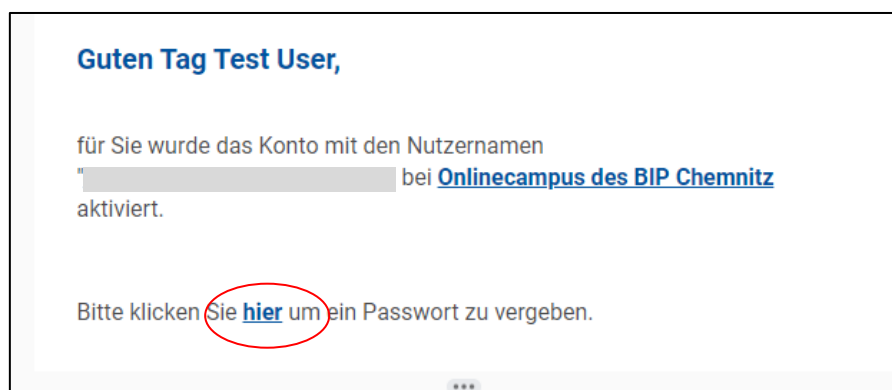 Guten Tag Test User,
für Sie wurde das Konto mit den Nutzernamen
" bei Onlinecampus des BIP Chemnitz
aktiviert.
Bitte klicken Sie hier um ein Passwort zu vergeben.